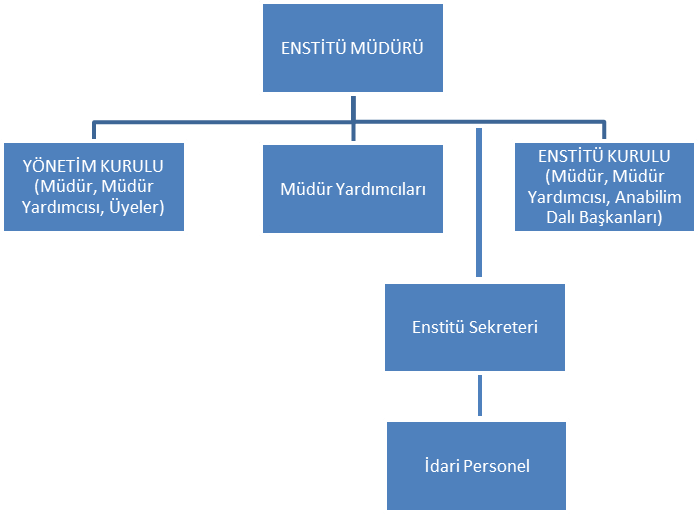 ENSTİTÜ MÜDÜRÜ
YÖNETİM KURULU
(Müdür, Müdür
Yardımcısı, Üyeler)
Müdür Yardımcıları
ENSTİTÜ KURULU
(Müdür, Müdür
Yardımcısı, Anabilim
Dalı Başkanları)
Enstitü Sekreteri
İdari Personel